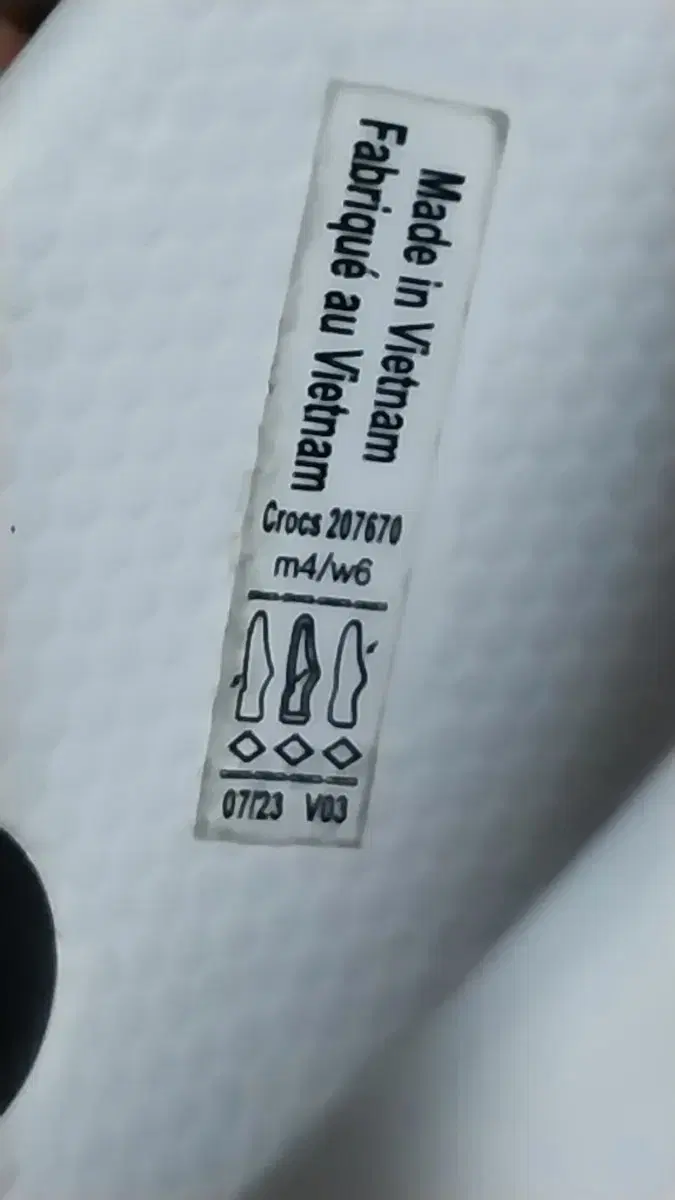 Made in Vietnam
Fabriqué au Vietnam
Crocs 207670
m4/w6
07/23 V03